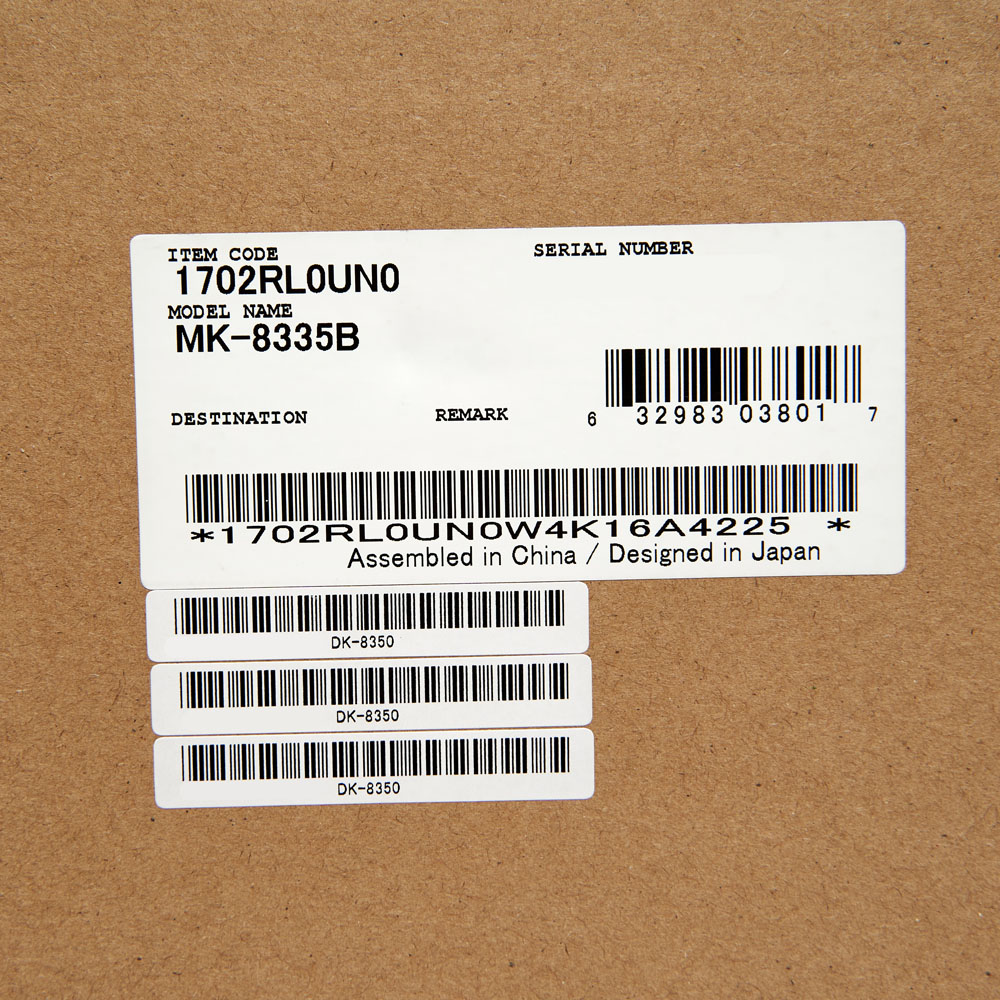 ITEM CODE
1702RL0UN0
SERIAL NUMBER
MODEL NAME
MK-8335B
DESTINATION
REMARK
6 32983 03801 7
*1702RL0UN0W4K16A4225 *
Assembled in China / Designed in Japan
DK-8350
DK-8350
DK-8350